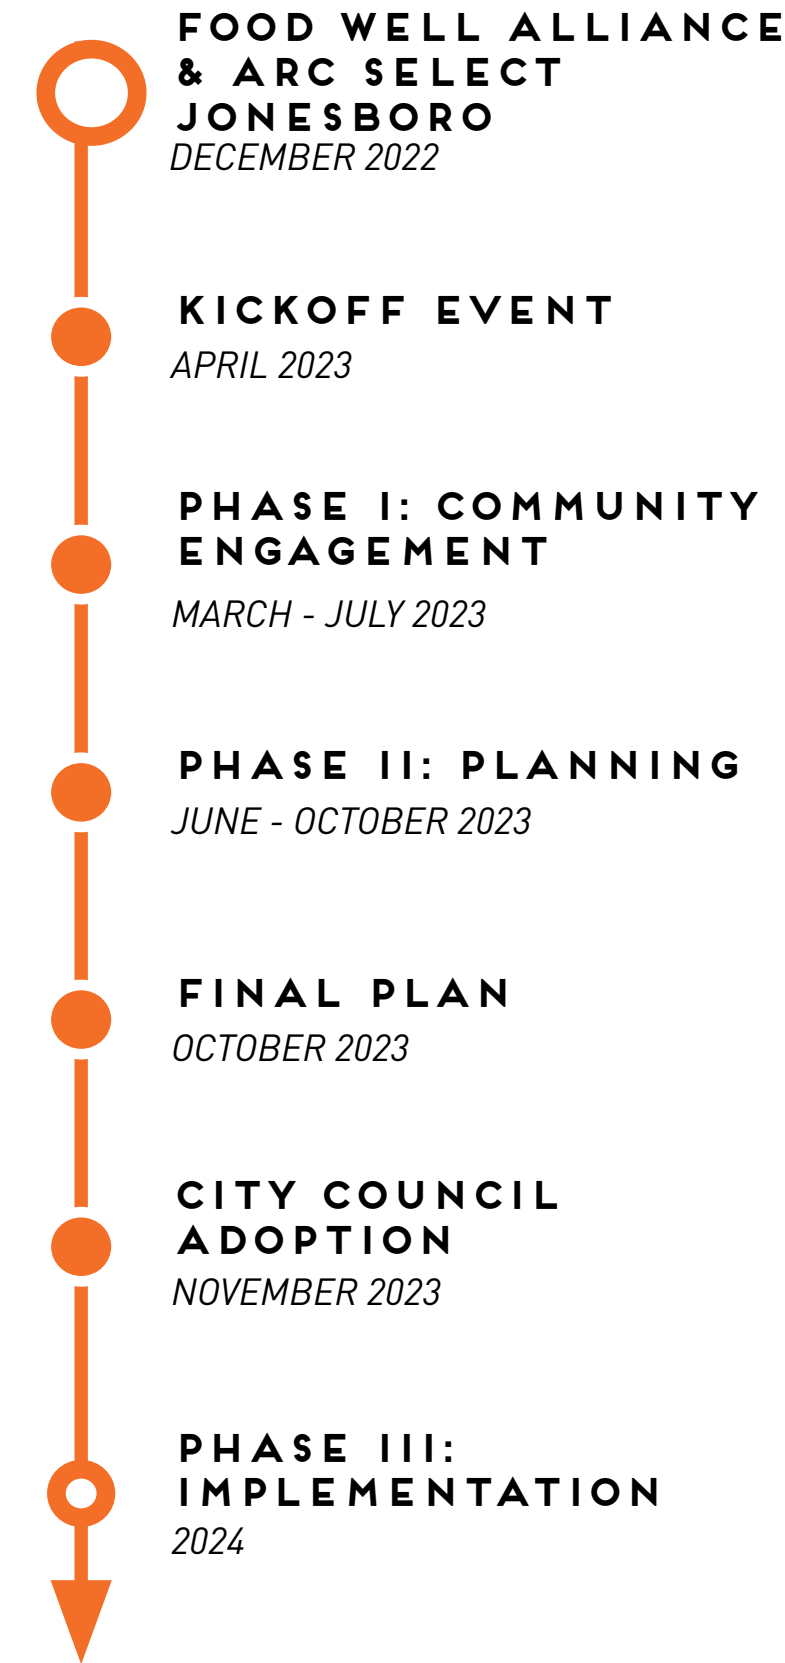 FOOD WELL ALLIANCE
& ARC SELECT
JONESBORO
DECEMBER 2022
KICKOFF EVENT
APRIL 2023
PHASE I: COMMUNITY
ENGAGEMENT
MARCH - JULY 2023
PHASE II: PLANNING
JUNE - OCTOBER 2023
FINAL PLAN
OCTOBER 2023
CITY COUNCIL
ADOPTION
NOVEMBER 2023
PHASE III:
IMPLEMENTATION
2024